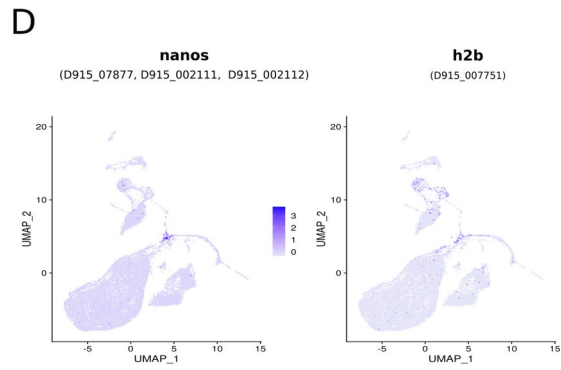 D
nanos
(D915_07877, D915_002111, D915_002112)
h2b
(D915_007751)
20
10
0
UMAP_2
-5 0 5 10 15
UMAP_1
3
2
1
0
20
10
0
UMAP_2
-5 0 5 10 15
UMAP_1